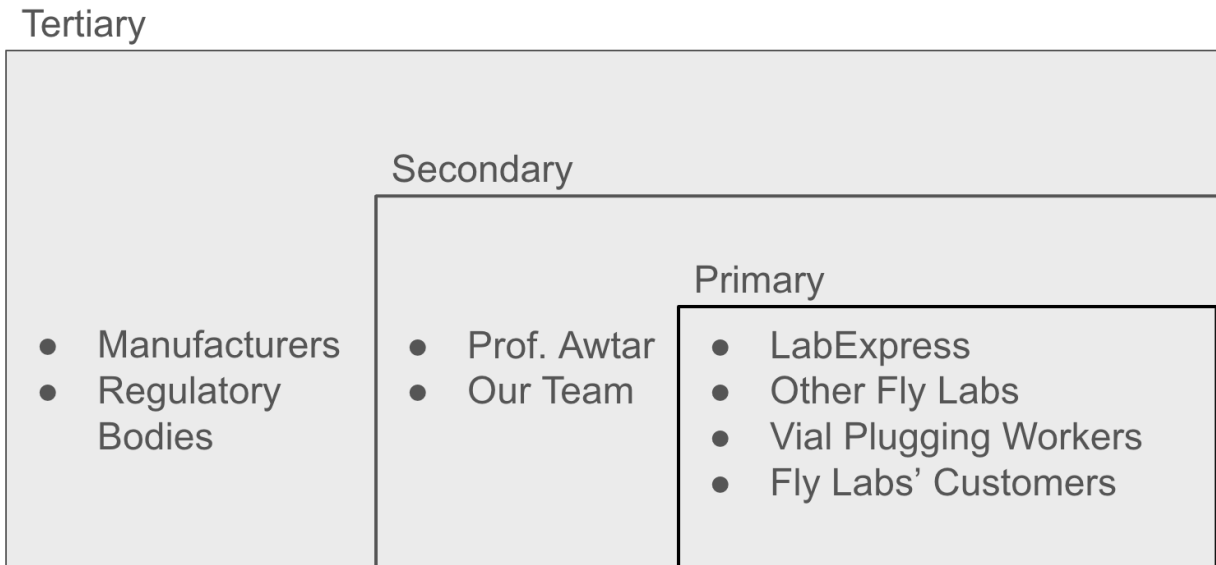 Tertiary
Secondary
Primary
● Manufacturers
● Regulatory
Bodies
● Prof. Awtar
● Our Team
● LabExpress
● Other Fly Labs
● Vial Plugging Workers
● Fly Labs’ Customers